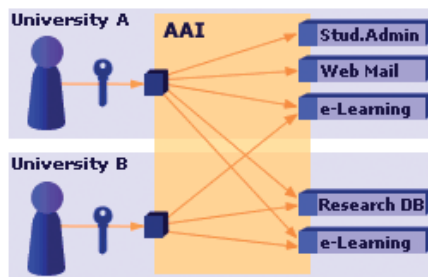 University A
AAI
Stud.Admin
Web Mail
e-Learning
University B
Research DB
e-Learning